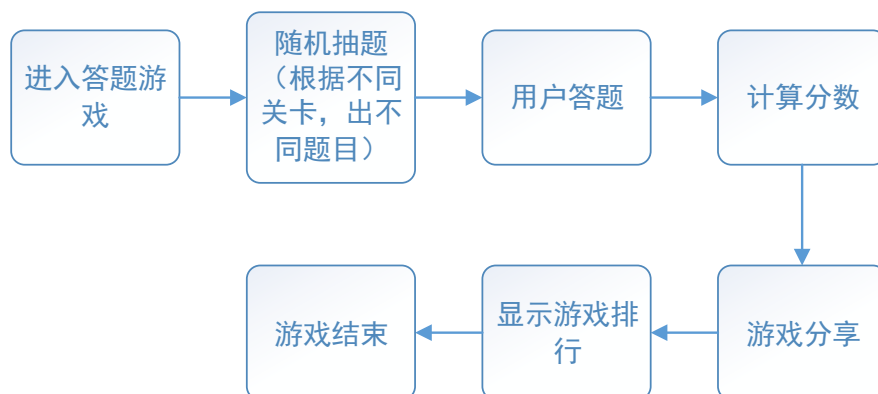 进入答题游
戏
随机抽题
（根据不同
关卡，出不
同题目）
用户答题
计算分数
游戏分享
显示游戏排
行
游戏结束